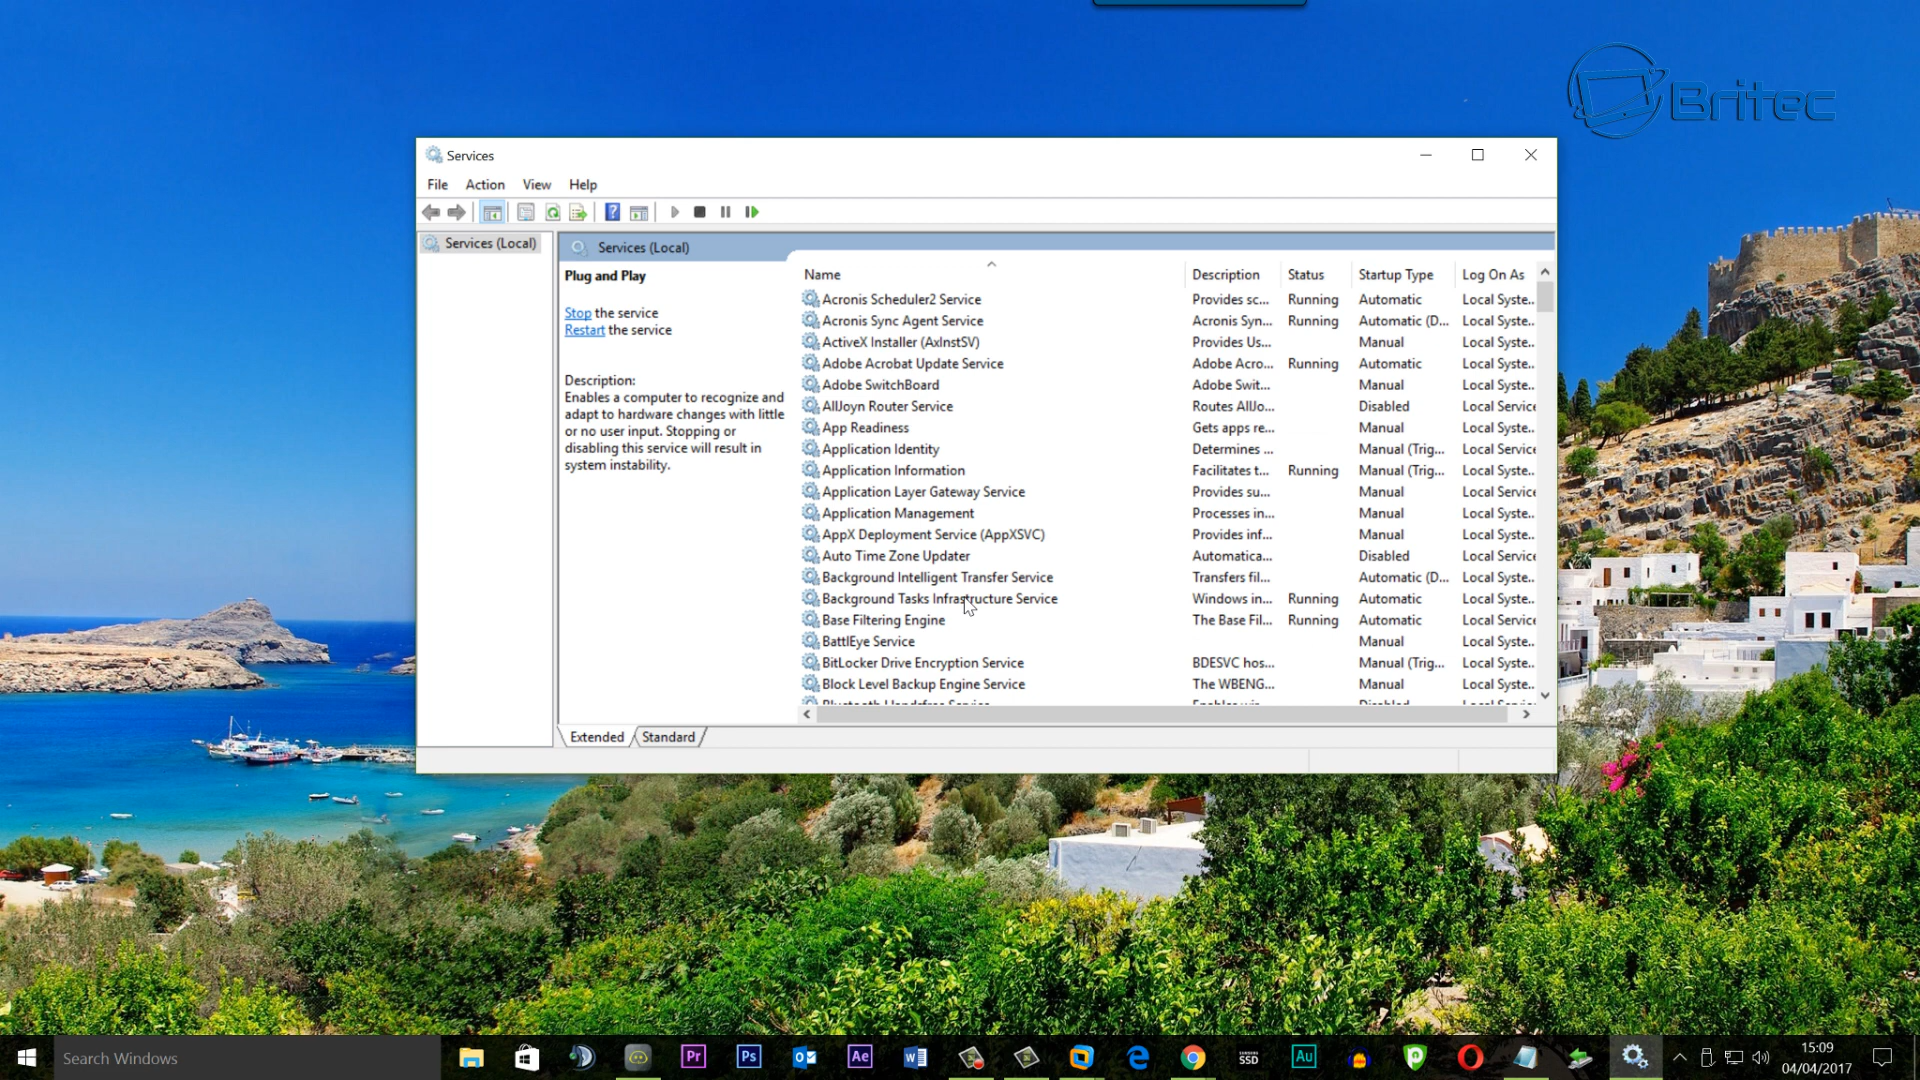 Britec
Services
File Action View Help
Services (Local)
Services (Local)
Plug and Play
Stop the service
Restart the service
Description:
Enables a computer to recognize and
adapt to hardware changes with little
or no user input. Stopping or
disabling this service will result in
system instability.
Name Description Status Startup Type Log On As
Acronis Scheduler2 Service Provides sc... Running Automatic Local Syste...
Acronis Sync Agent Service Acronis Syn... Running Automatic (D... Local Syste...
ActiveX Installer (AxInstSV) Provides Us... Manual Local Syste...
Adobe Acrobat Update Service Adobe Acro... Running Automatic Local Syste...
Adobe SwitchBoard Adobe Swit... Manual Local Syste...
AllJoyn Router Service Routes AllJo... Disabled Local Service
App Readiness Gets apps re... Manual Local Syste...
Application Identity Determines ... Manual (Trig... Local Service
Application Information Facilitates t... Running Manual (Trig... Local Syste...
Application Layer Gateway Service Provides su... Manual Local Service
Application Management Processes in... Manual Local Syste...
AppX Deployment Service (AppXSVC) Provides inf... Manual Local Syste...
Auto Time Zone Updater Automatica... Disabled Local Service
Background Intelligent Transfer Service Transfers fil... Automatic (D... Local Syste...
Background Tasks Infrastructure Service Windows in... Running Automatic Local Syste...
Base Filtering Engine The Base Fil... Running Automatic Local Service
BattlEye Service Manual Local Syste...
BitLocker Drive Encryption Service BDESVC hos... Manual (Trig... Local Syste...
Block Level Backup Engine Service The WBENG... Manual Local Syste...
Extended Standard
Search Windows Pr Ps Ae SSD Au 15:09
04/04/2017